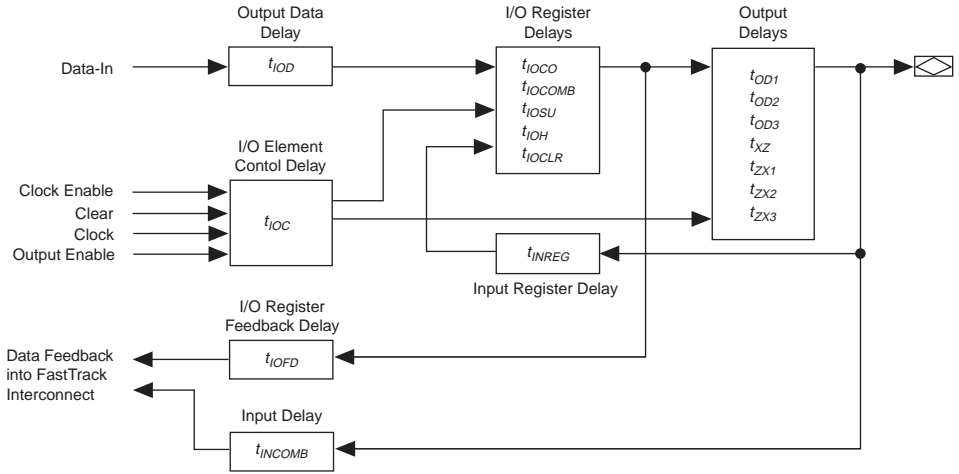 Output Data
Delay
I/O Register
Delays
Output
Delays
Data-In
tIOD
tIOCO
tIOCOMB
tIOSU
tIOH
tIOCLR
tOD1
tOD2
tOD3
tXZ
tZX1
tZX2
tZX3
I/O Element
Contol Delay
Clock Enable
Clear
Clock
Output Enable
tIOC
tINREG
Input Register Delay
I/O Register
Feedback Delay
tIOFD
Data Feedback
into FastTrack
Interconnect
Input Delay
tINCOMB